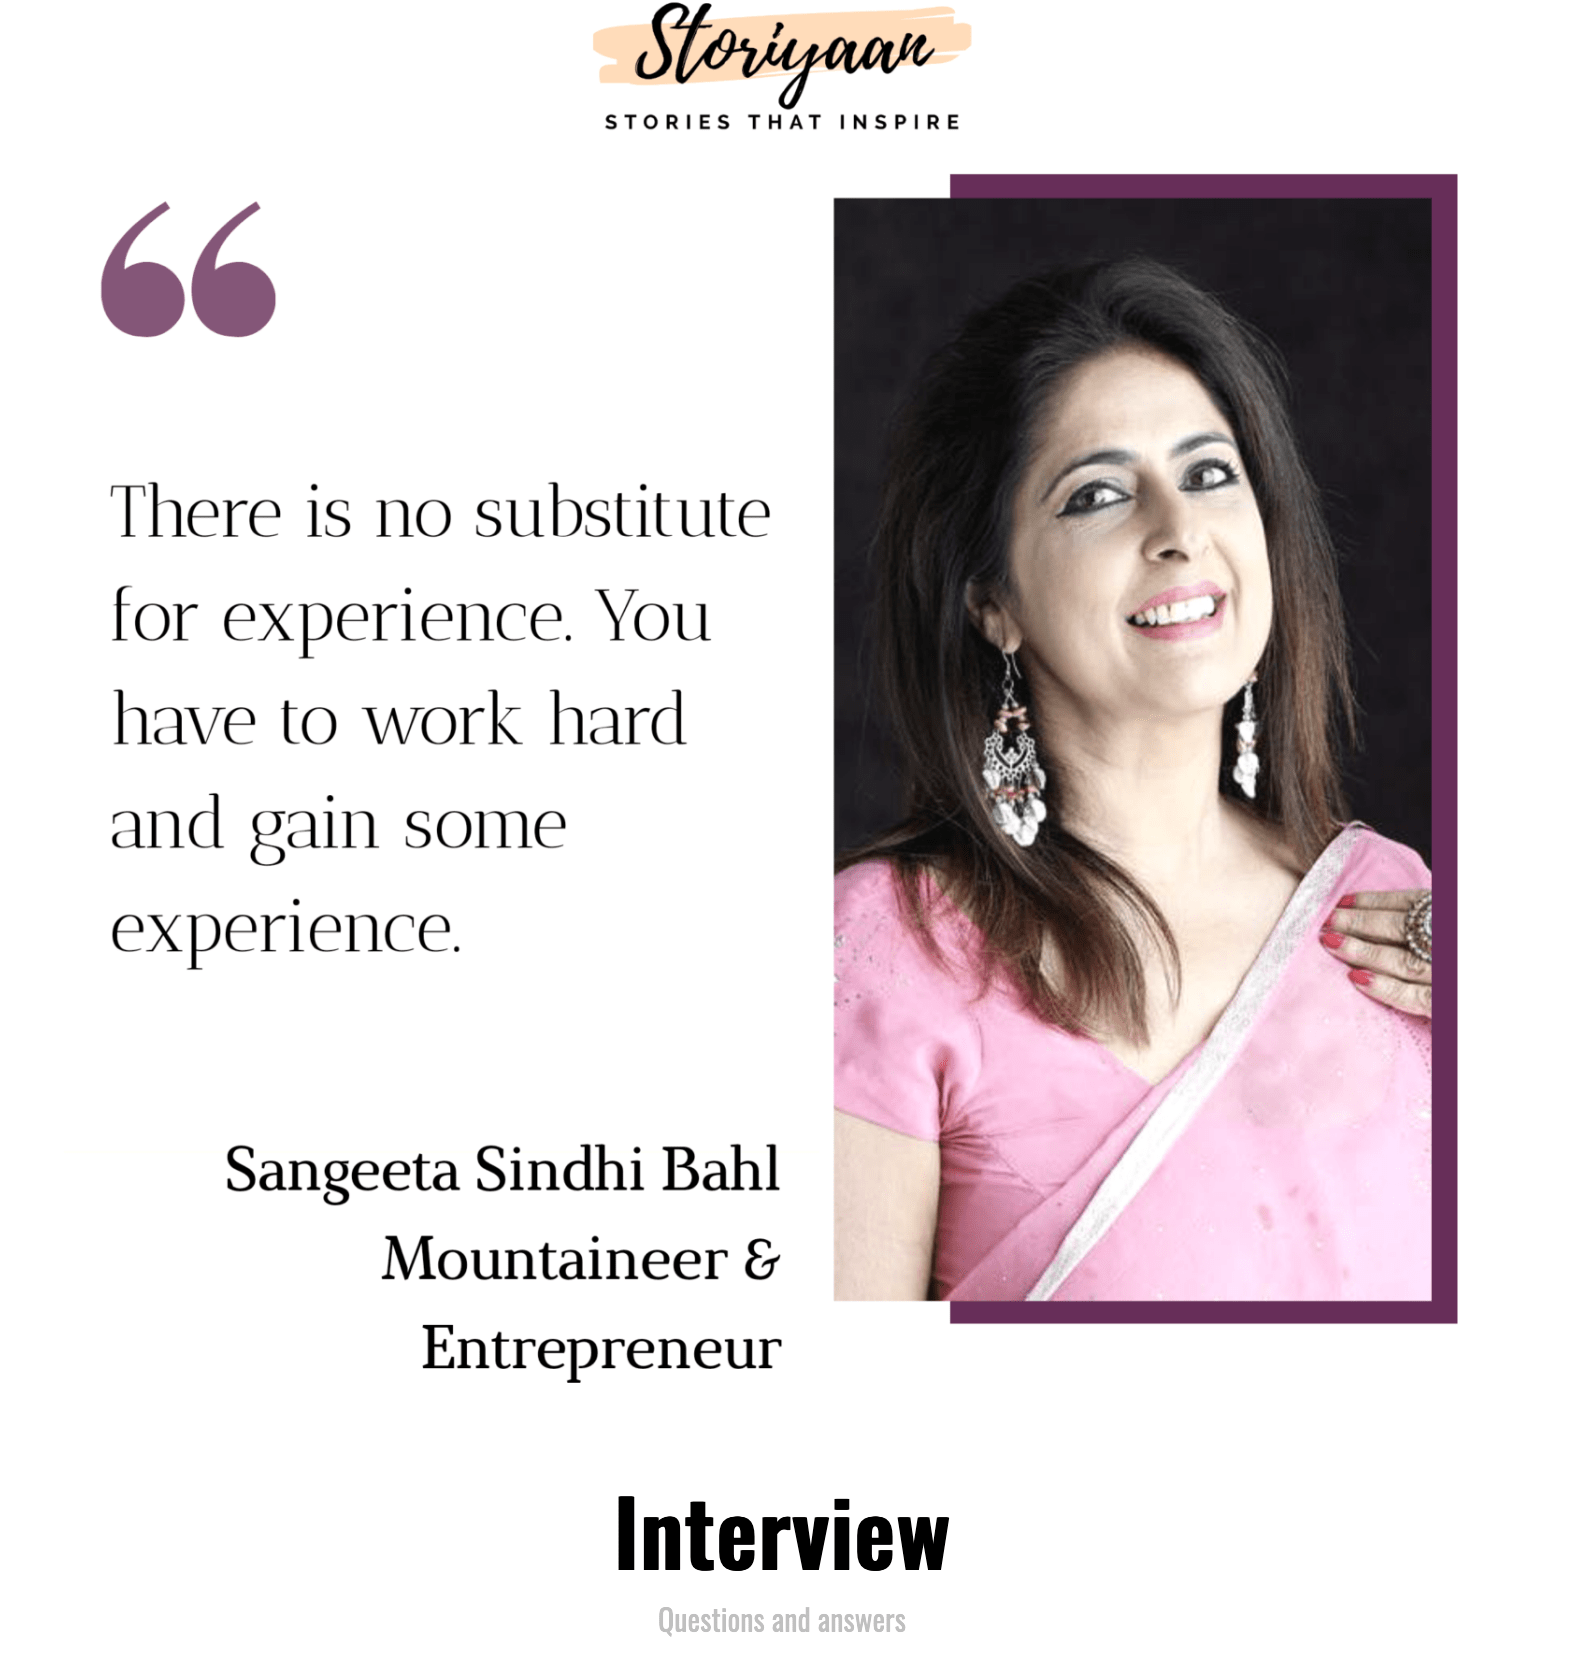 Storiyaan
STORIES THAT INSPIRE
“
There is no substitute
for experience. You
have to work hard
and gain some
experience.
Sangeeta Sindhi Bahl
Mountaineer &
Entrepreneur
Interview
Questions and answers